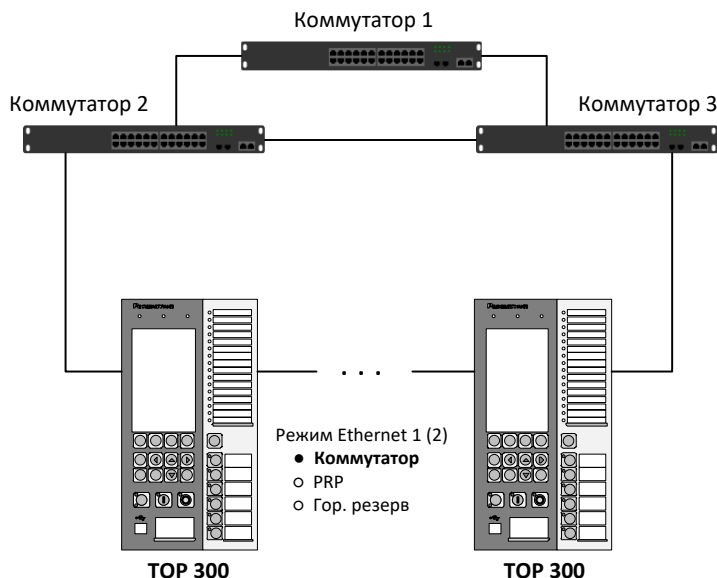 Коммутатор 1
Коммутатор 2
Коммутатор 3
. . .
Режим Ethernet 1 (2)
● Коммутатор
○ PRP
○ Гор. резерв
ТОР 300
ТОР 300